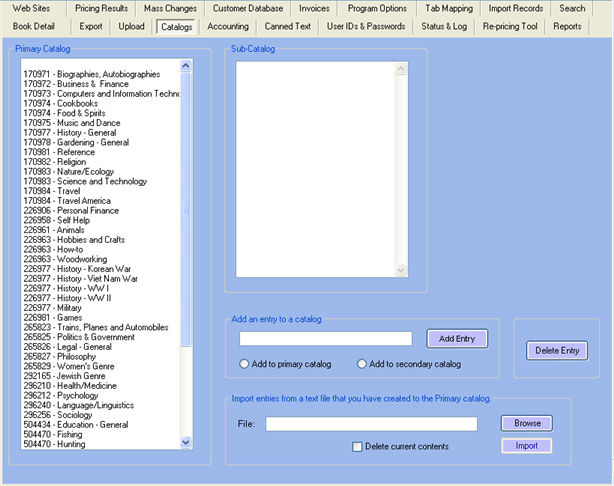 Web Sites Pricing Results Mass Changes Customer Database Invoices Program Options Tab Mapping Import Records Search
Book Detail Export Upload Catalogs Accounting Canned Text User IDs & Passwords Status & Log Re-pricing Tool Reports
Primary Catalog
170971 - Biographies, Autobiographies
170972 - Business & Finance
170973 - Computers and Information Techno
170974 - Cookbooks
170974 - Food & Spirits
170975 - Music and Dance
170977 - History - General
170978 - Gardening - General
170981 - Reference
170982 - Religion
170983 - Nature/Ecology
170983 - Science and Technology
170984 - Travel
170984 - Travel America
226906 - Personal Finance
226958 - Self Help
226961 - Animals
226963 - Hobbies and Crafts
226963 - How-to
226963 - Woodworking
226977 - History - Korean War
226977 - History - Viet Nam War
226977 - History - WW I
226977 - History - WW II
226977 - Military
226981 - Games
265823 - Trains, Planes and Automobiles
265825 - Politics & Government
265826 - Legal - General
265827 - Philosophy
265829 - Women's Genre
292165 - Jewish Genre
296210 - Health/Medicine
296212 - Psychology
296240 - Language/Linguistics
296256 - Sociology
504434 - Education - General
504470 - Fishing
504470 - Hunting
Sub-Catalog
Add an entry to a catalog
Add Entry
Add to primary catalog Add to secondary catalog
Delete Entry
Import entries from a text file that you have created to the Primary catalog.
File: Browse
Delete current contents Import